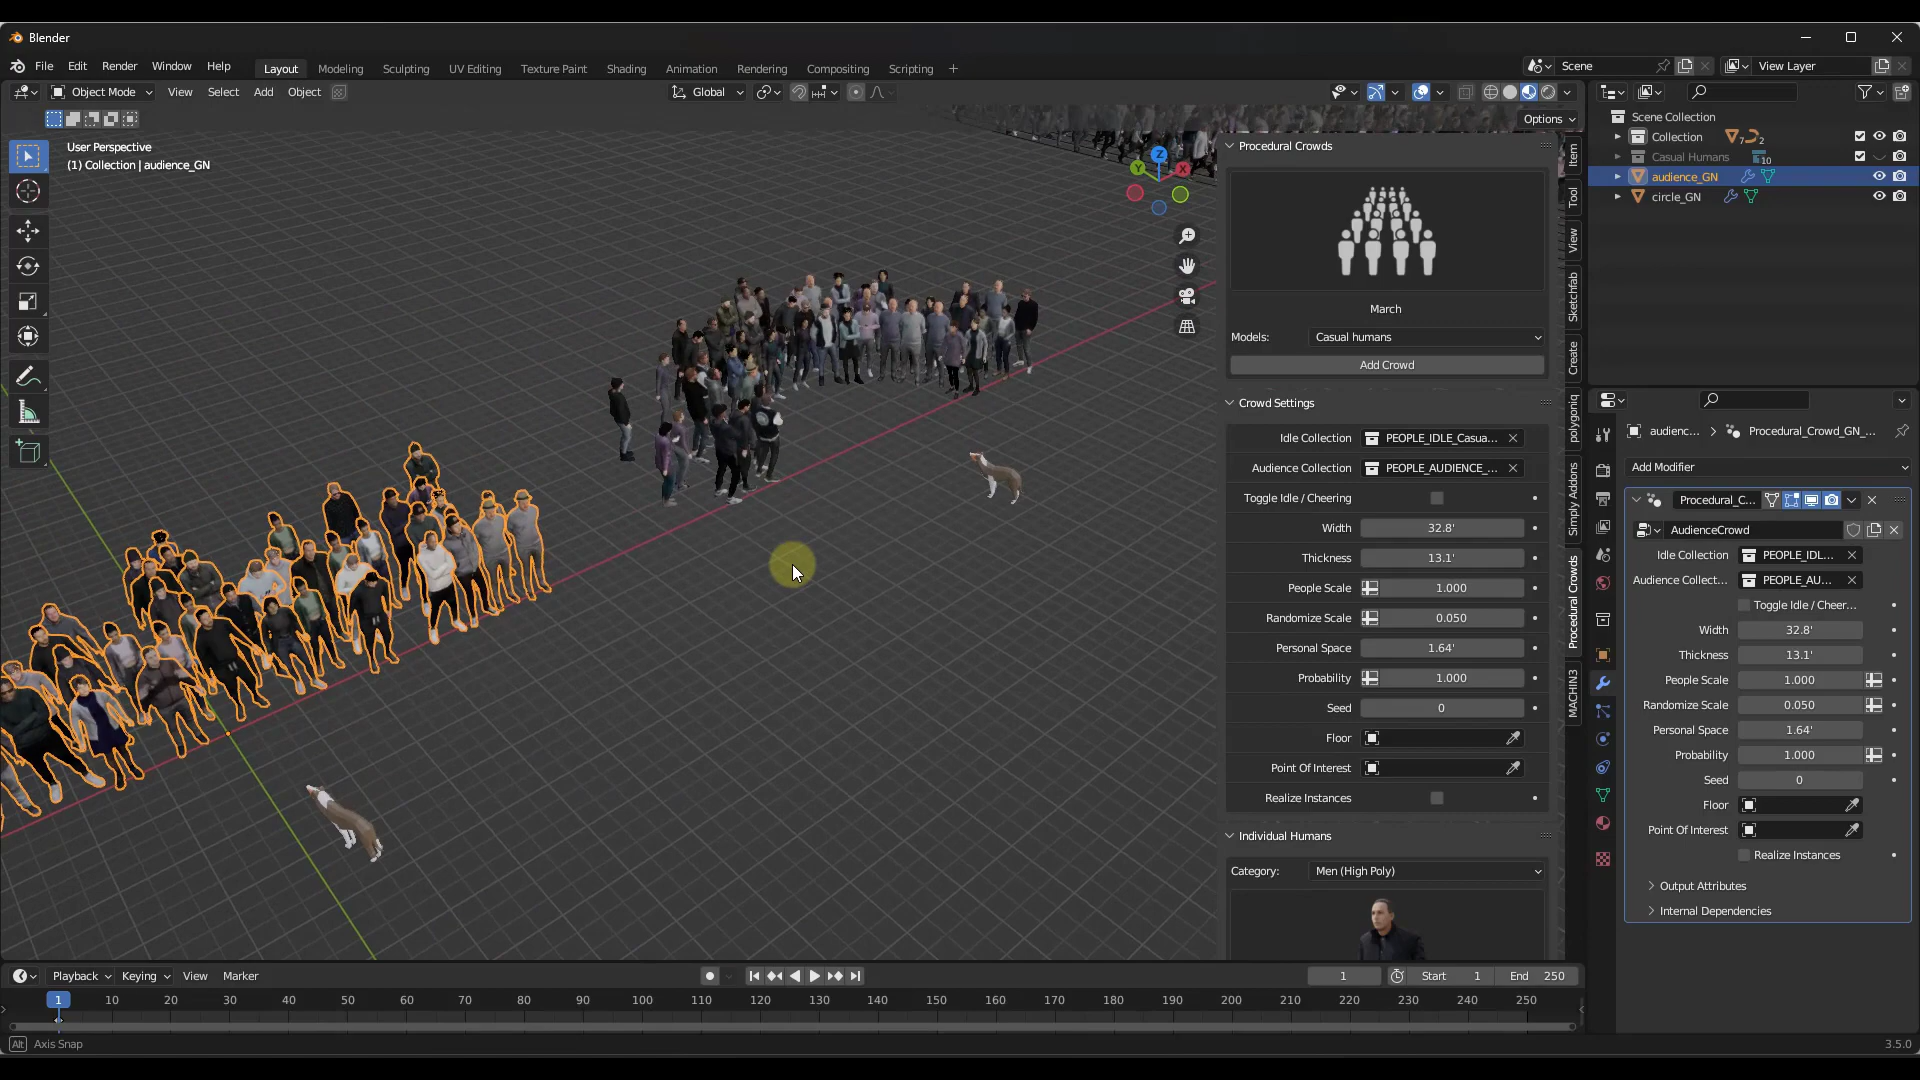 Blender
File Edit Render Window Help Layout Modeling Sculpting UV Editing Texture Paint Shading Animation Rendering Compositing Scripting + Scene View Layer
Object Mode View Select Add Object Global
Options
User Perspective
(1) Collection | audience_GN
Scene Collection
Collection 7 2
Casual Humans 10
audience_GN
circle_GN
Z
Y
X
Procedural Crowds
March
Models: Casual humans
Add Crowd
Crowd Settings
Idle Collection PEOPLE_IDLE_Casua...
Audience Collection PEOPLE_AUDIENCE_...
Toggle Idle / Cheering
Width 32.8'
Thickness 13.1'
People Scale 1.000
Randomize Scale 0.050
Personal Space 1.64'
Probability 1.000
Seed 0
Floor
Point Of Interest
Realize Instances
Individual Humans
Category: Men (High Poly)
Item
Tool
View
Sketchfab
Create
polygoniq
Simply Addons
Procedural Crowds
MACHIN3
audienc... > Procedural_Crowd_GN_...
Add Modifier
Procedural_C...
AudienceCrowd
Idle Collection PEOPLE_IDL...
Audience Collect... PEOPLE_AU...
Toggle Idle / Cheer...
Width 32.8'
Thickness 13.1'
People Scale 1.000
Randomize Scale 0.050
Personal Space 1.64'
Probability 1.000
Seed 0
Floor
Point Of Interest
Realize Instances
Output Attributes
Internal Dependencies
Playback Keying View Marker 1 Start 1 End 250
1 10 20 30 40 50 60 70 80 90 100 110 120 130 140 150 160 170 180 190 200 210 220 230 240 250
Alt Axis Snap
3.5.0